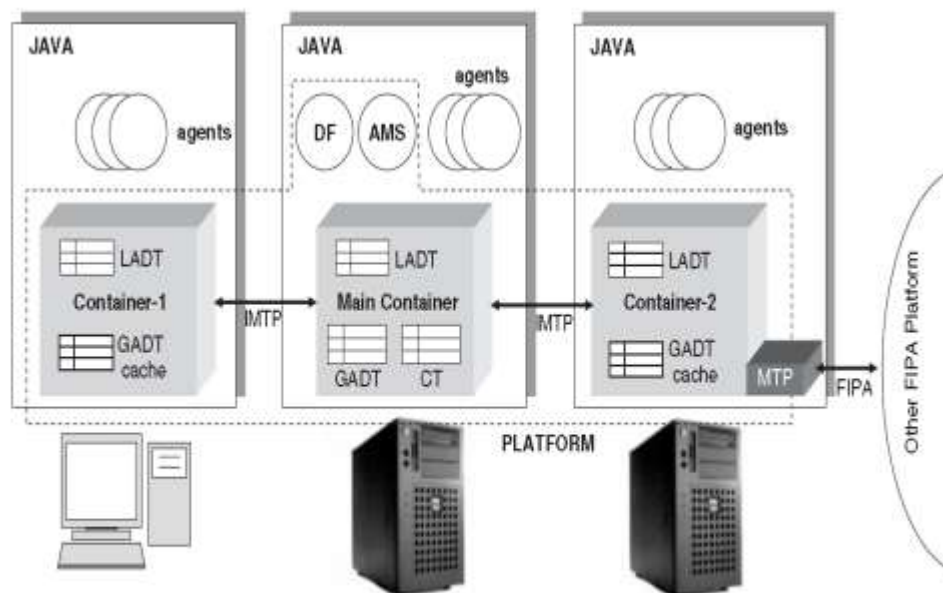 JAVA
agents
LADT
Container-1
GADT
cache
IMTP
JAVA
agents
DF
AMS
LADT
Main Container
GADT
CT
IMTP
JAVA
agents
LADT
Container-2
GADT
cache
MTP
FIPA
Other FIPA Platform
PLATFORM